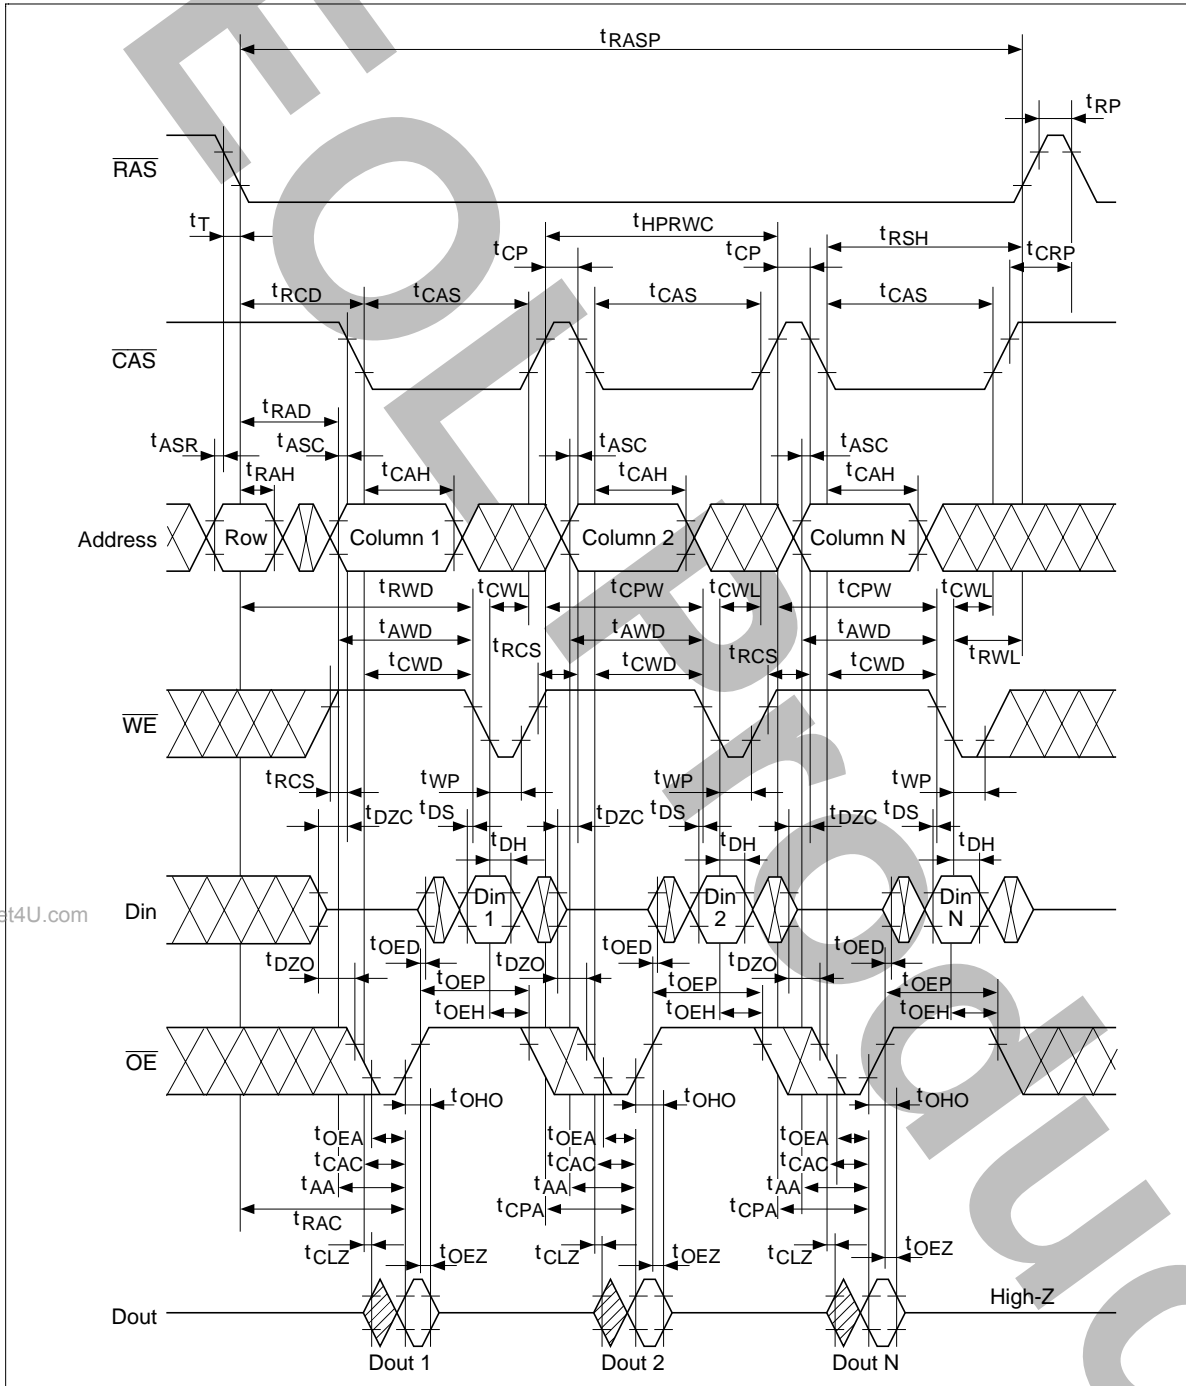 tRASP
tRP
RAS
tT
tHPRWC
tRSH
tCP
tCP
tCRP
tRCD
tCAS
tCAS
tCAS
CAS
tRAD
tASR
tASC
tASC
tASC
tRAH
tCAH
tCAH
tCAH
Address
Row
Column 1
Column 2
Column N
tRWD
tCWL
tCPW
tCWL
tCPW
tCWL
tAWD
tAWD
tAWD
tRCS
tRCS
tRWL
tCWD
tCWD
tCWD
WE
tRCS
tWP
tWP
tWP
tDZC
tDS
tDZC
tDS
tDZC
tDS
tDH
tDH
tDH
et4U.com
Din
Din 1
Din 2
Din N
tOED
tOED
tOED
tDZO
tOEP
tDZO
tOEP
tDZO
tOEP
tOEH
tOEH
tOEH
OE
tOHO
tOHO
tOHO
tOEA
tOEA
tOEA
tCAC
tCAC
tCAC
tAA
tAA
tAA
tRAC
tCPA
tCPA
tCLZ
tOEZ
tCLZ
tOEZ
tCLZ
tOEZ
High-Z
Dout
Dout 1
Dout 2
Dout N
EOL Produc